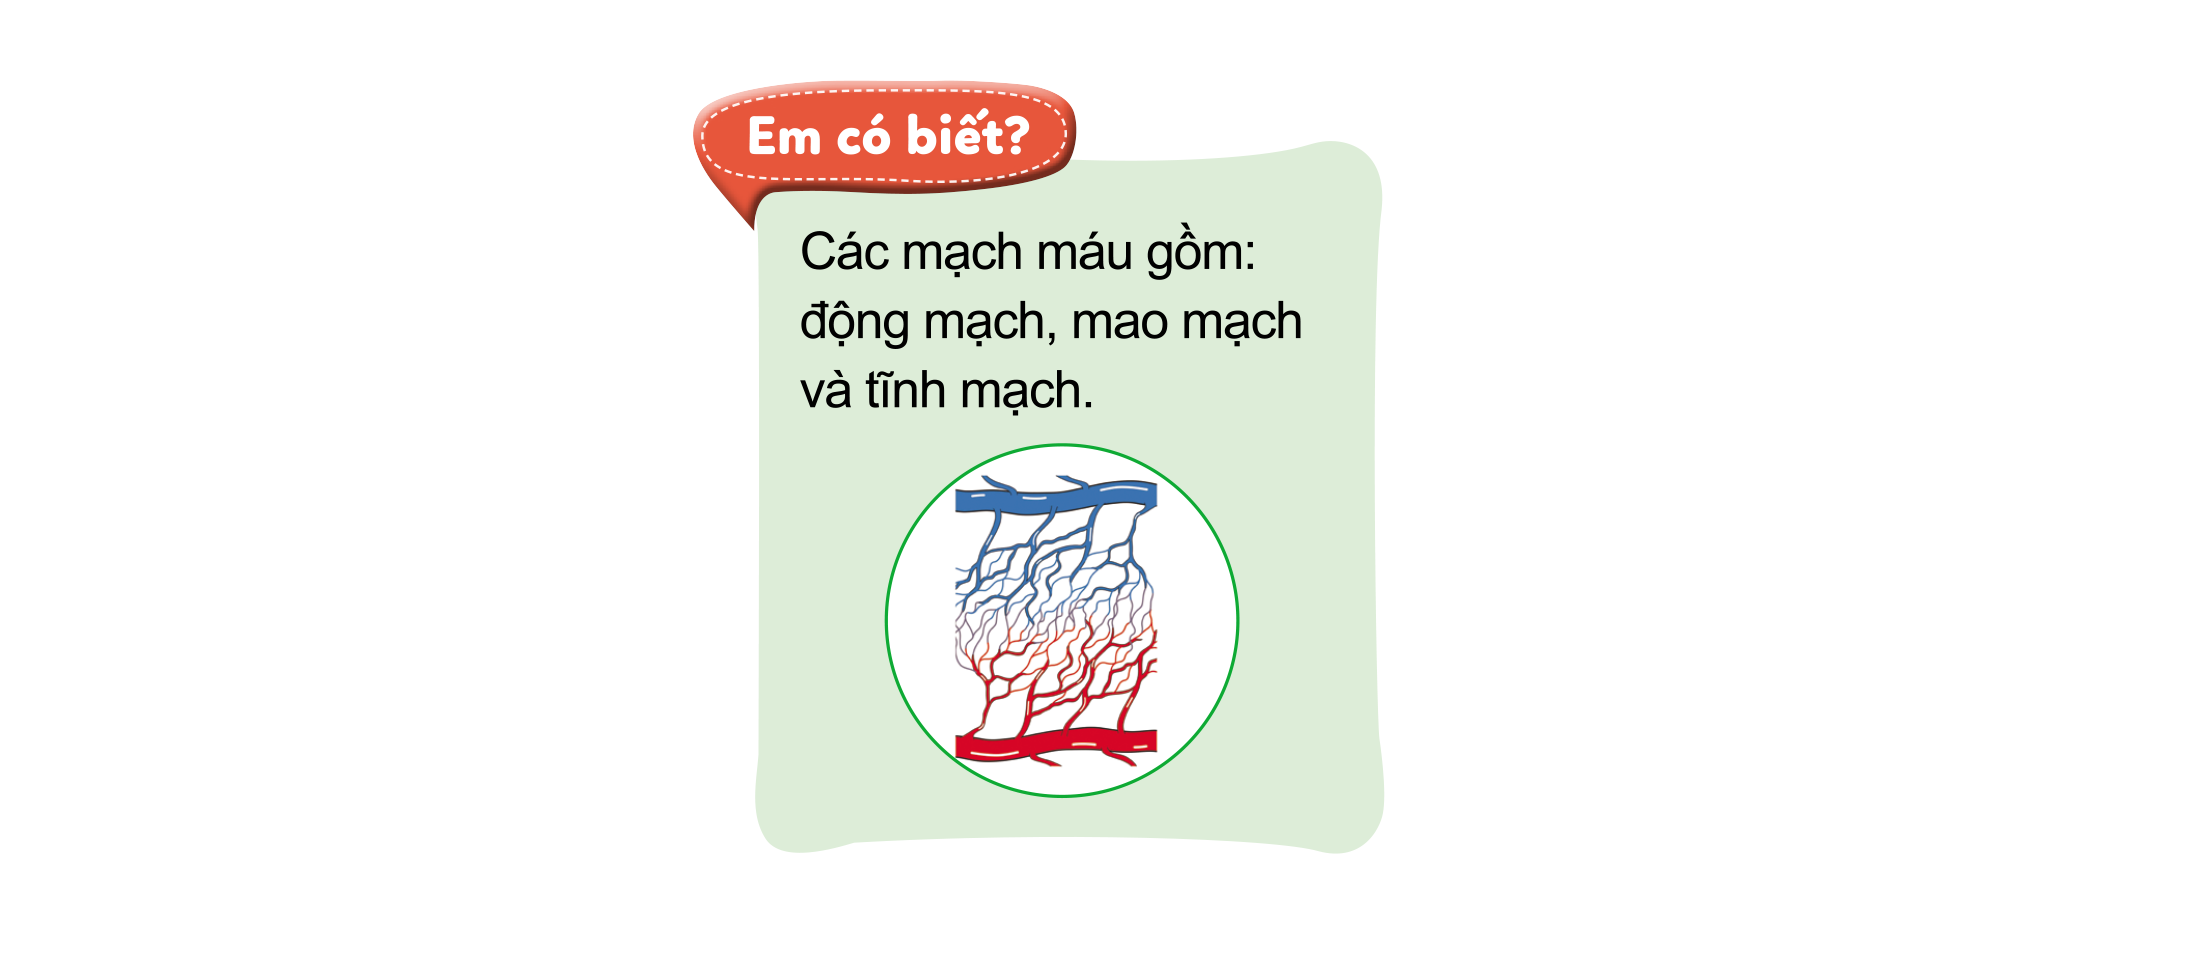 Em có biết?
Các mạch máu gồm:
động mạch, mao mạch
và tĩnh mạch.